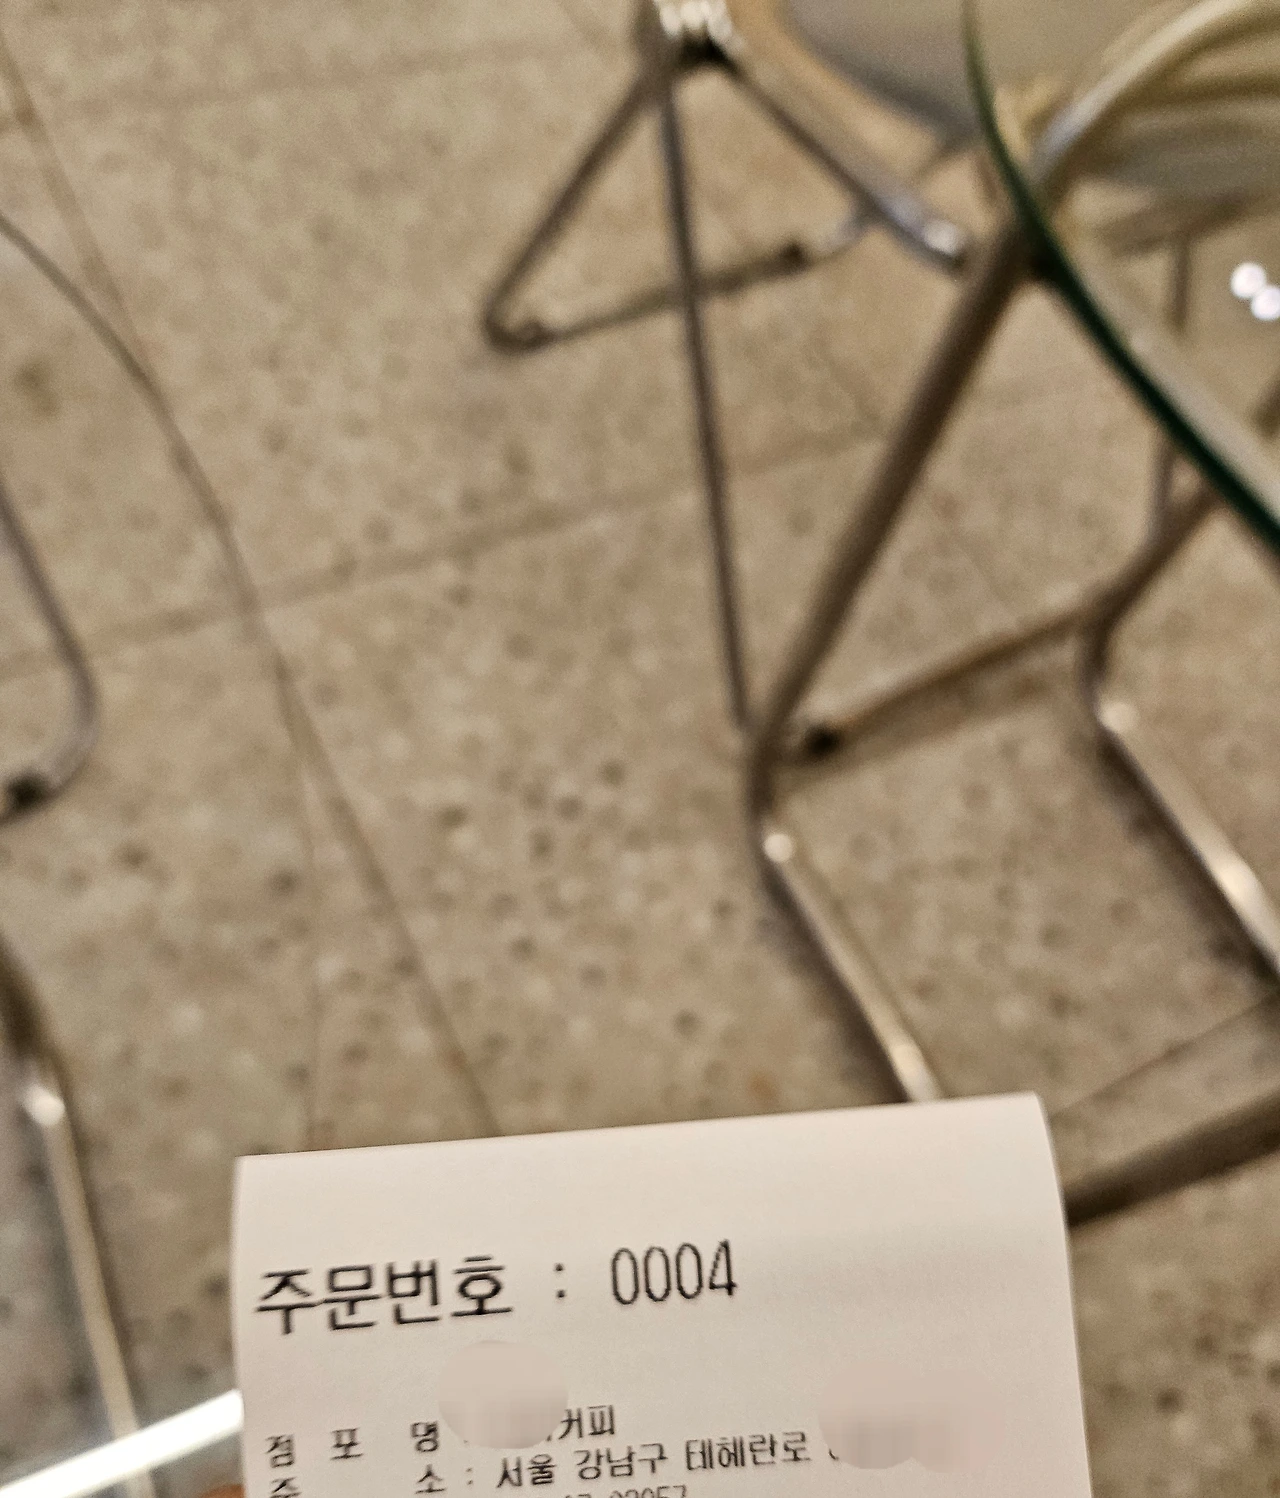 주문번호 : 0004
점 포 명 : 커피
주 소 : 서울 강남구 테헤란로